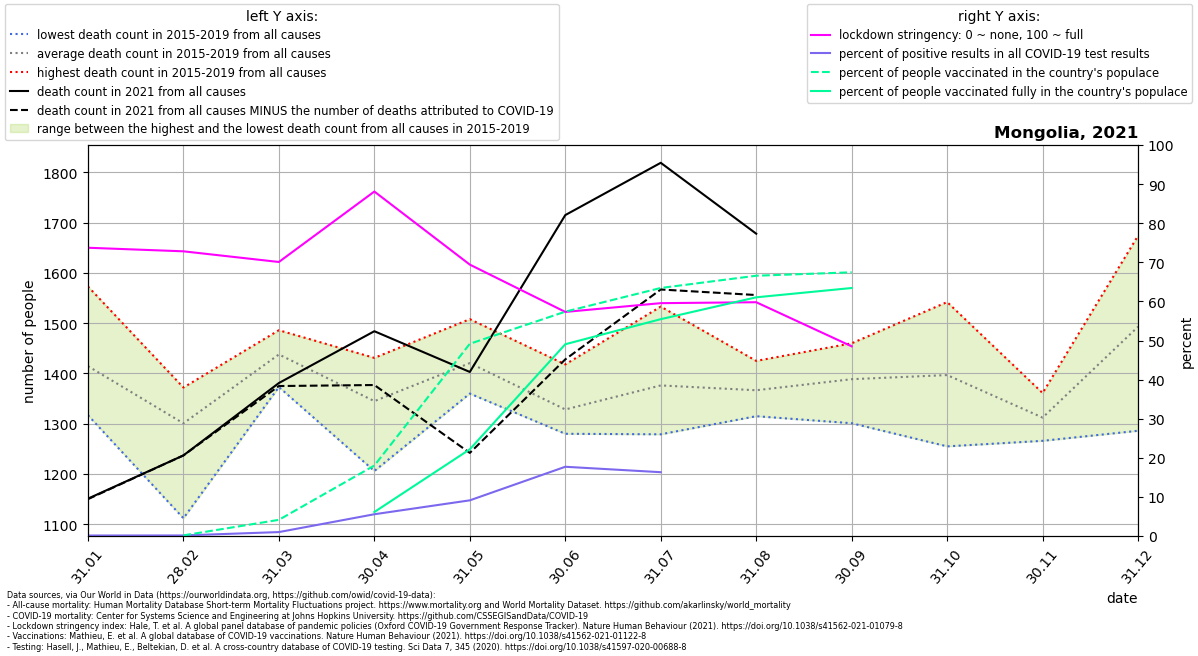 left Y axis:
lowest death count in 2015-2019 from all causes
average death count in 2015-2019 from all causes
highest death count in 2015-2019 from all causes
death count in 2021 from all causes
death count in 2021 from all causes MINUS the number of deaths attributed to COVID-19
range between the highest and the lowest death count from all causes in 2015-2019
right Y axis:
lockdown stringency: 0 ~ none, 100 ~ full
percent of positive results in all COVID-19 test results
percent of people vaccinated in the country's populace
percent of people vaccinated fully in the country's populace
Mongolia, 2021
number of people
1800
1700
1600
1500
1400
1300
1200
1100
100
90
80
70
60
50
40
30
20
10
0
percent
31.01
28.02
31.03
30.04
31.05
30.06
31.07
31.08
30.09
31.10
30.11
31.12
date
Data sources, via Our World in Data (https://ourworldindata.org, https://github.com/owid/covid-19-data):
- All-cause mortality: Human Mortality Database Short-term Mortality Fluctuations project. https://www.mortality.org and World Mortality Dataset. https://github.com/akarlinsky/world_mortality
- COVID-19 mortality: Center for Systems Science and Engineering at Johns Hopkins University. https://github.com/CSSEGISandData/COVID-19
- Lockdown stringency index: Hale, T. et al. A global panel database of pandemic policies (Oxford COVID-19 Government Response Tracker). Nature Human Behaviour (2021). https://doi.org/10.1038/s41562-021-01079-8
- Vaccinations: Mathieu, E. et al. A global database of COVID-19 vaccinations. Nature Human Behaviour (2021). https://doi.org/10.1038/s41562-021-01122-8
- Testing: Hasell, J., Mathieu, E., Beltekian, D. et al. A cross-country database of COVID-19 testing. Sci Data 7, 345 (2020). https://doi.org/10.1038/s41597-020-00688-8